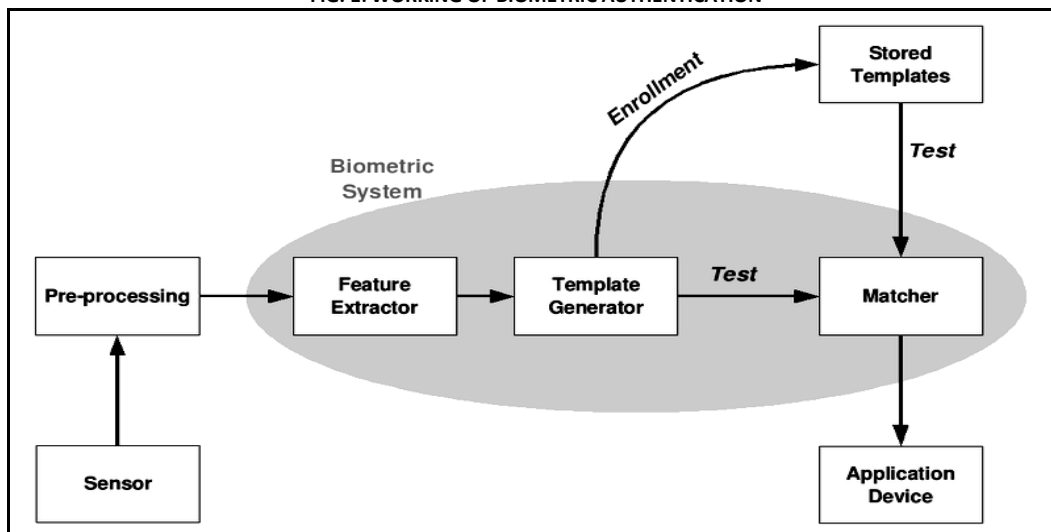 Stored
Templates
Enrollment
Test
Biometric
System
Pre-processing
Feature
Extractor
Template
Generator
Test
Matcher
Sensor
Application
Device